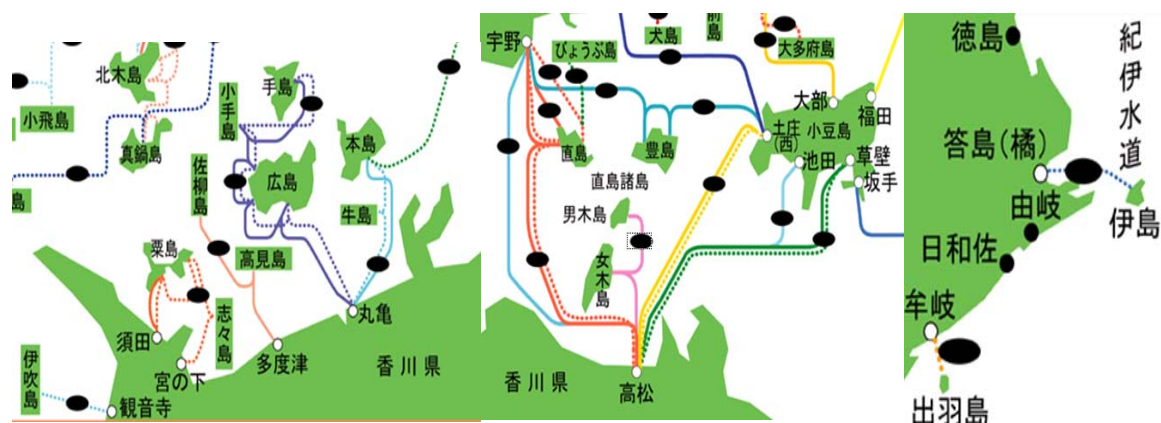 北木島
小飛島
真鍋島
島
手島
小手島
本島
佐柳島
広島
牛島
粟島
高見島
志々島
須田
宮の下
多度津
丸亀
香川県
伊吹島
観音寺
宇野
びょうぶ島
犬島
前島
大多府島
大部
福田
土庄
(西)
小豆島
池田
草壁
坂手
直島
豊島
直島諸島
男木島
女木島
香川県
高松
徳島
紀伊水道
答島(橘)
由岐
伊島
日和佐
牟岐
出羽島